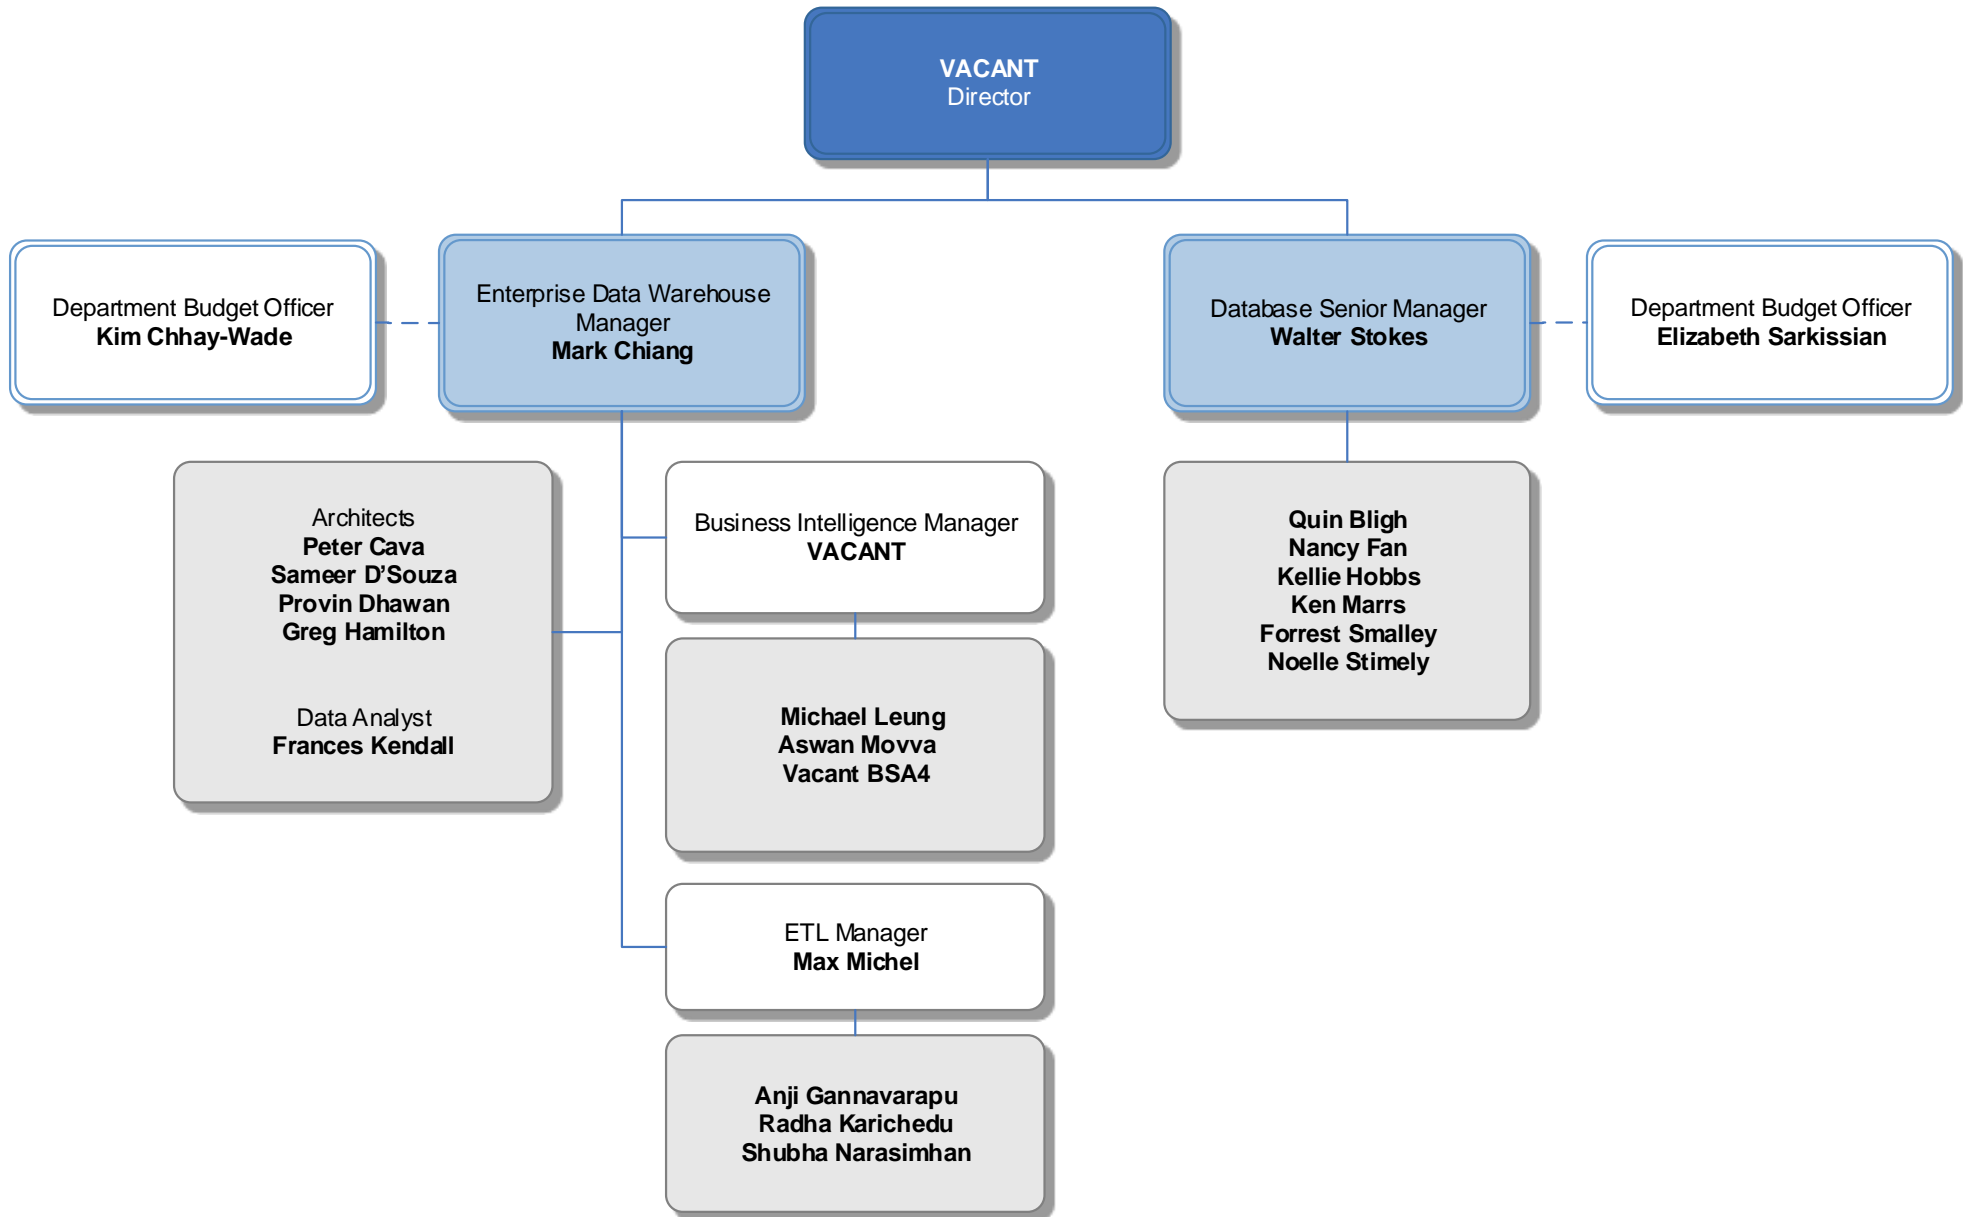 VACANT
Director
Department Budget Officer
Kim Chhay-Wade
Enterprise Data Warehouse
Manager
Mark Chiang
Database Senior Manager
Walter Stokes
Department Budget Officer
Elizabeth Sarkissian
Architects
Peter Cava
Sameer D’Souza
Provin Dhawan
Greg Hamilton
Data Analyst
Frances Kendall
Business Intelligence Manager
VACANT
Michael Leung
Aswan Movva
Vacant BSA4
ETL Manager
Max Michel
Anji Gannavarapu
Radha Karichedu
Shubha Narasimhan
Quin Bligh
Nancy Fan
Kellie Hobbs
Ken Marrs
Forrest Smalley
Noelle Stimely